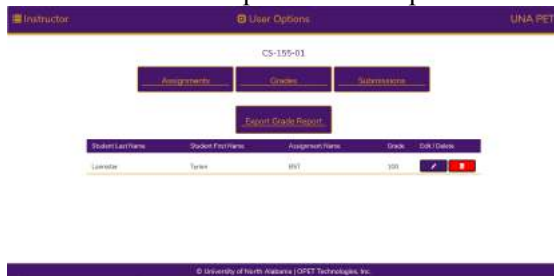 Instructor User Options UNA PET
CS-155-01
Assignments Grades Submissions
Export Grade Report
Student Last Name Student First Name Assignment Name Grade Edit / Delete
BST 100
© University of North Alabama | OPET Technologies, Inc.